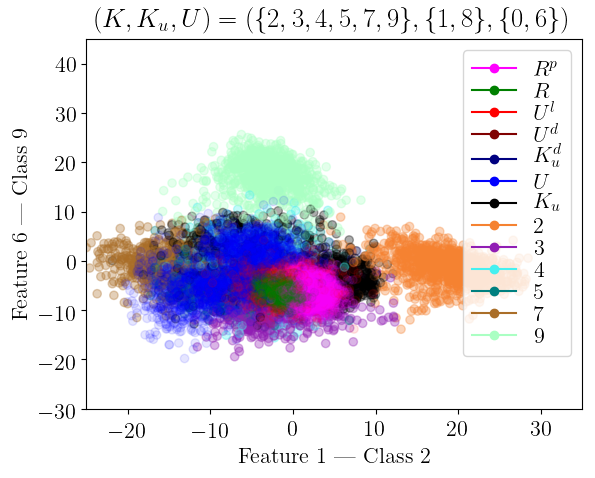 (K, K_u, U) = ({2, 3, 4, 5, 7, 9}, {1, 8}, {0, 6})
40
30
20
10
0
−10
−20
−30
Feature 6 — Class 9
R^p
R
U^l
U^d
K_u^d
U
K_u
2
3
4
5
7
9
−20 −10 0 10 20 30
Feature 1 — Class 2